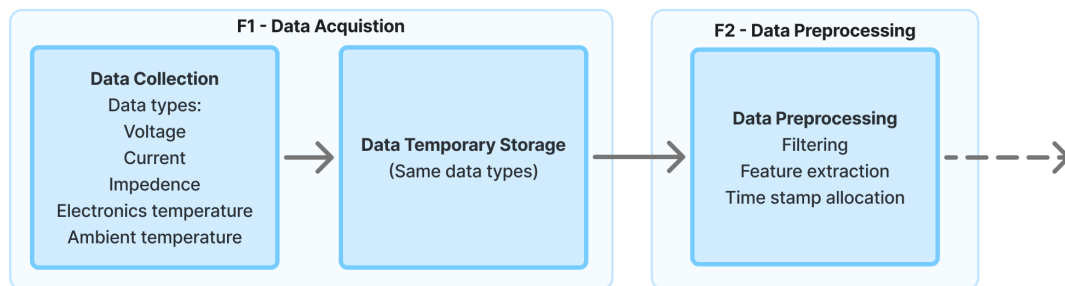 F1 - Data Acquistion
Data Collection
Data types:
Voltage
Current
Impedence
Electronics temperature
Ambient temperature
Data Temporary Storage
(Same data types)
F2 - Data Preprocessing
Data Preprocessing
Filtering
Feature extraction
Time stamp allocation